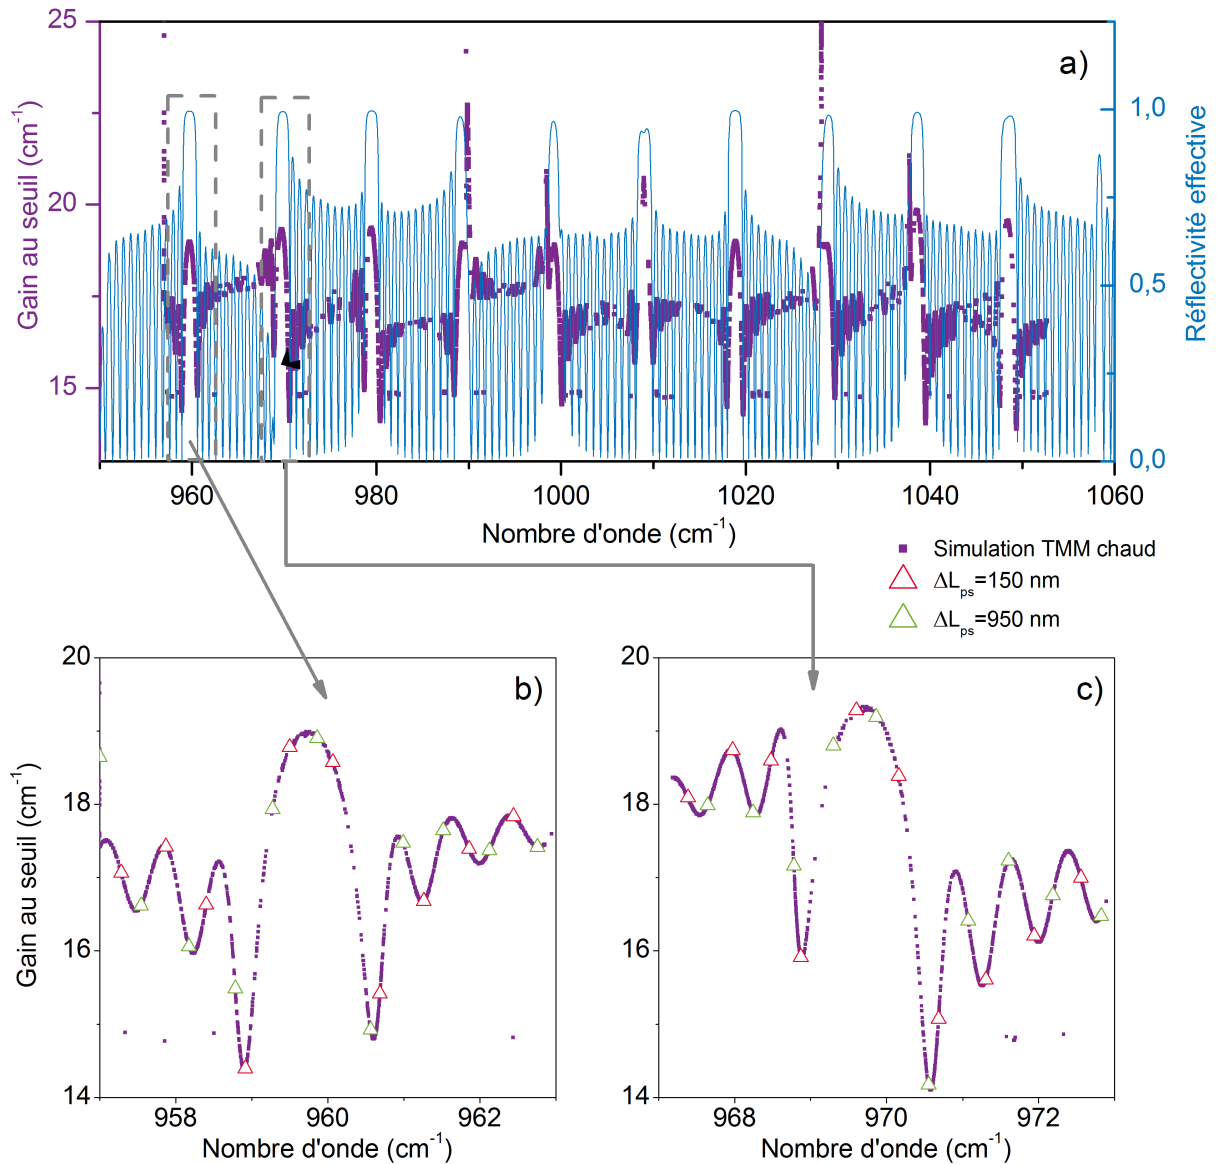 a)
25
20
15
Gain au seuil (cm⁻¹)
1,0
0,5
0,0
Réflectivité effective
960 980 1000 1020 1040 1060
Nombre d'onde (cm⁻¹)
Simulation TMM chaud
ΔLps=150 nm
ΔLps=950 nm
b)
20
18
16
14
Gain au seuil (cm⁻¹)
958 960 962
Nombre d'onde (cm⁻¹)
c)
20
18
16
14
968 970 972
Nombre d'onde (cm⁻¹)